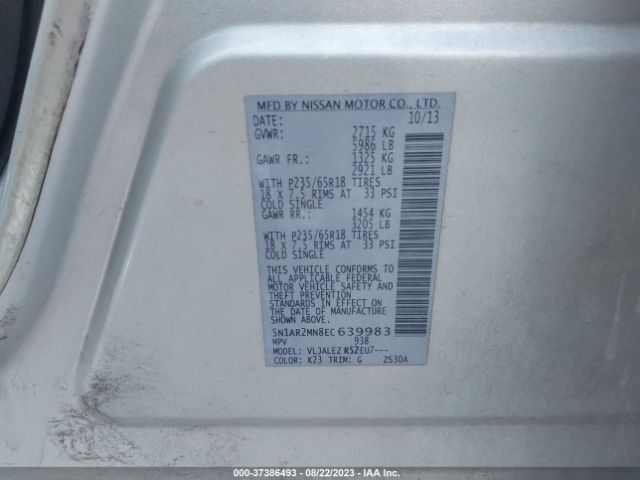 MFD BY NISSAN MOTOR CO., LTD.
DATE: 10/13
GVWR: 2715 KG
5986 LB
GAWR FR.: 1325 KG
2921 LB
WITH P235/65R18 TIRES
18 X 7.5 RIMS AT 33 PSI
COLD SINGLE
GAWR RR.: 1454 KG
3205 LB
WITH P235/65R18 TIRES
18 X 7.5 RIMS AT 33 PSI
COLD SINGLE
THIS VEHICLE CONFORMS TO
ALL APPLICABLE FEDERAL
MOTOR VEHICLE SAFETY AND
THEFT PREVENTION
STANDARDS IN EFFECT ON
THE DATE OF MANUFACTURE
SHOWN ABOVE.
5N1AR2MN8EC 639983
MPV 938
MODEL: VLJALEZ R52EU7---
COLOR: K23 TRIM: G 2S30A
000-37386493 - 08/22/2023 - IAA Inc.